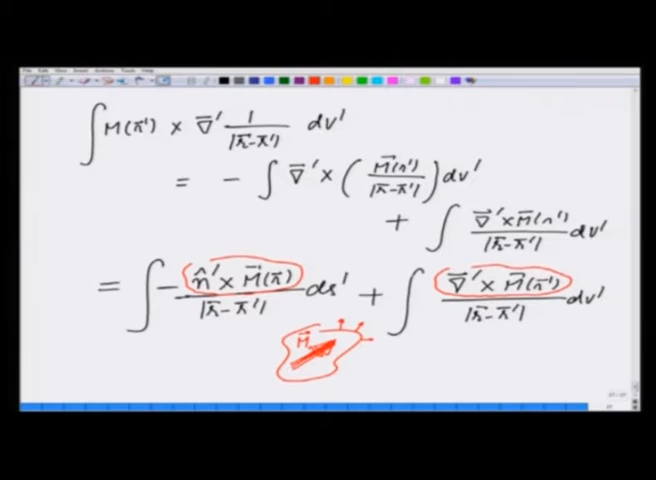 ∫ M(r̄') × ∇̄' 1/|r̄-r̄'| dv'
= - ∫ ∇̄' × ( M⃗(r') / |r̄-r̄'| ) dv'
+ ∫ ∇⃗' × M⃗(r') / |r̄-r̄'| dv'
= ∫ - n̂' × M⃗(r̄) / |r̄-r̄'| ds' + ∫ ∇⃗' × M⃗(r̄') / |r̄-r̄'| dv'
M⃗